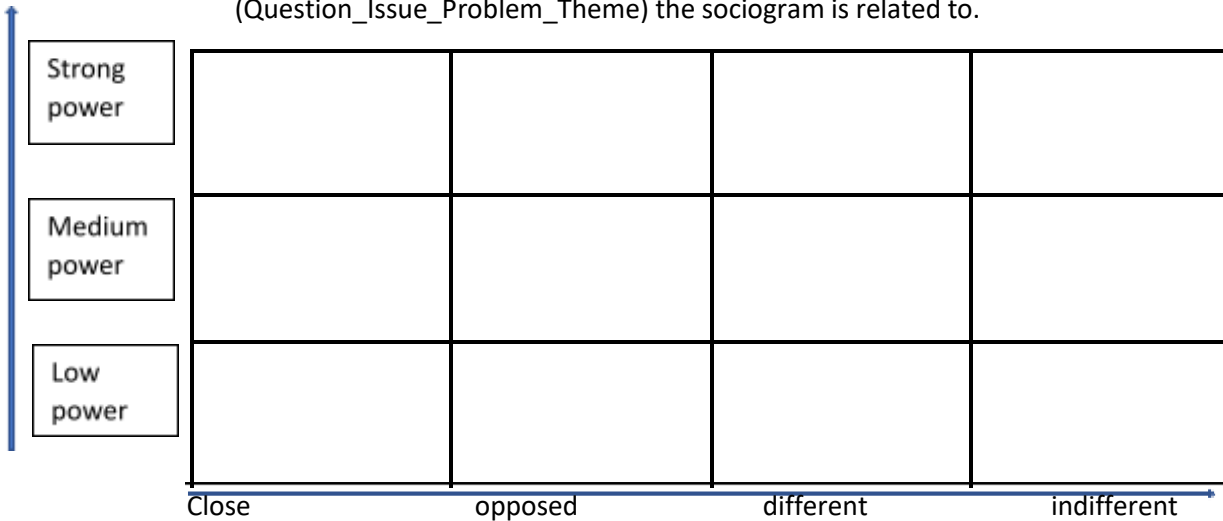 (Question_Issue_Problem_Theme) the sociogram is related to.
Strong
power
Medium
power
Low
power
Close opposed different indifferent